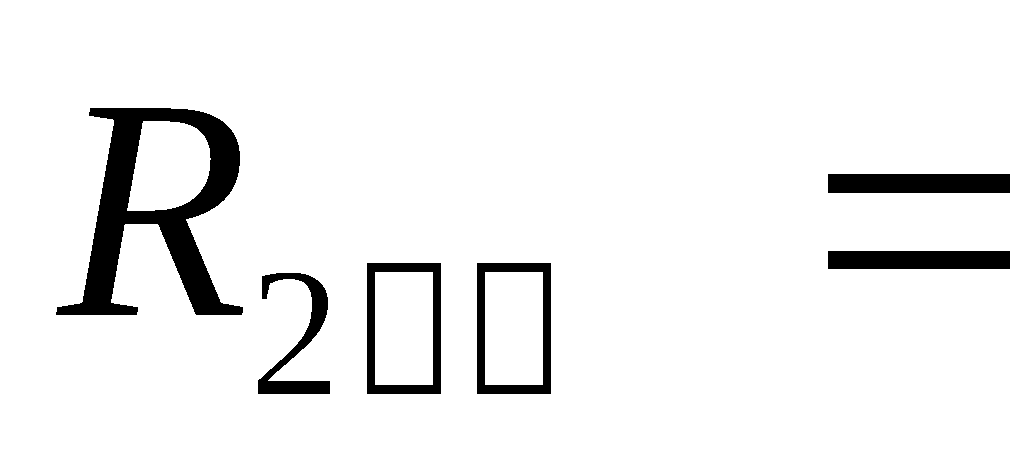 R₂▯▯ =